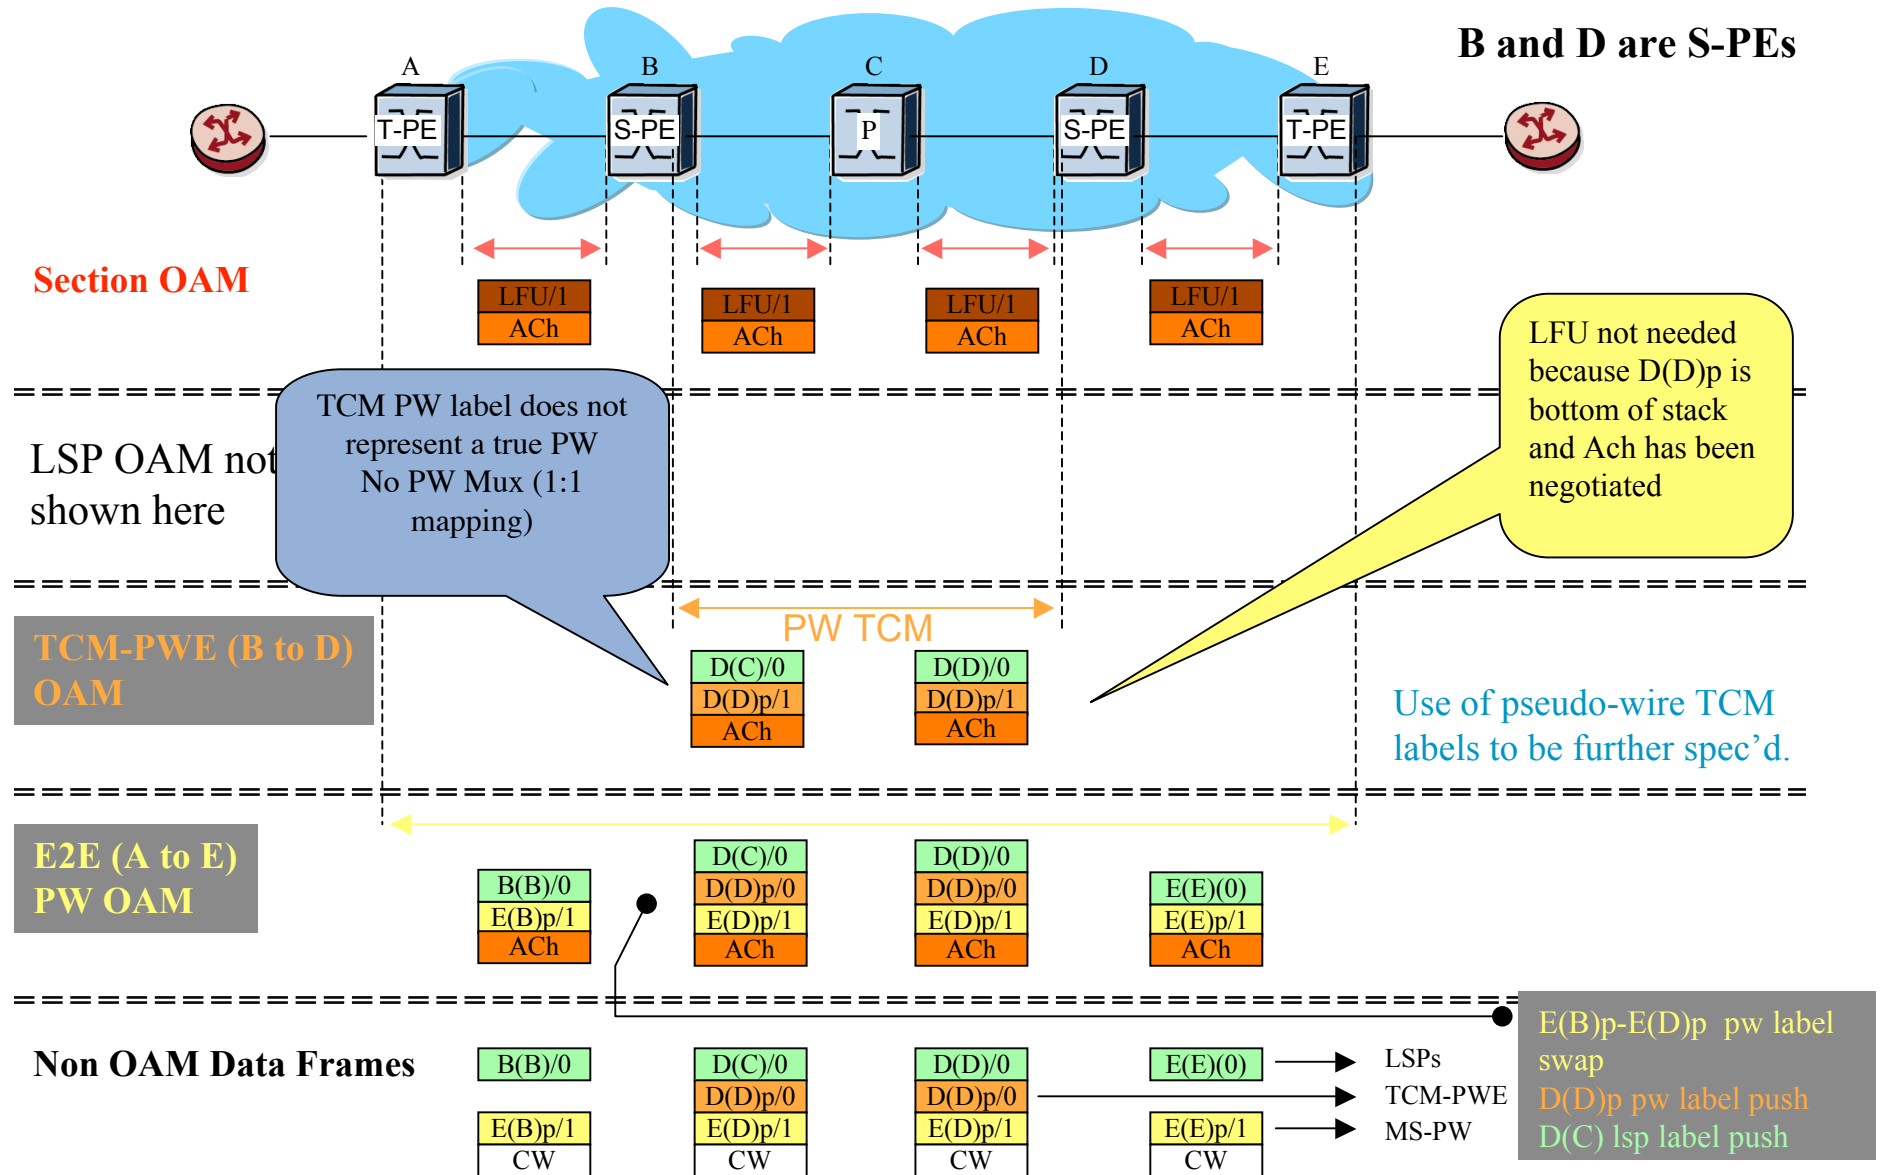 B and D are S-PEs
A
B
C
D
E
T-PE
S-PE
P
S-PE
T-PE
Section OAM
LFU/1
ACh
LFU/1
ACh
LFU/1
ACh
LFU/1
ACh
LFU not needed
because D(D)p is
bottom of stack
and Ach has been
negotiated
TCM PW label does not
represent a true PW
No PW Mux (1:1
mapping)
LSP OAM not
shown here
PW TCM
TCM-PWE (B to D)
OAM
D(C)/0
D(D)p/1
ACh
D(D)/0
D(D)p/1
ACh
Use of pseudo-wire TCM
labels to be further spec’d.
E2E (A to E)
PW OAM
B(B)/0
E(B)p/1
ACh
D(C)/0
D(D)p/0
E(D)p/1
ACh
D(D)/0
D(D)p/0
E(D)p/1
ACh
E(E)(0)
E(E)p/1
ACh
Non OAM Data Frames
B(B)/0
E(B)p/1
CW
D(C)/0
D(D)p/0
E(D)p/1
CW
D(D)/0
D(D)p/0
E(D)p/1
CW
E(E)(0)
E(E)p/1
CW
LSPs
TCM-PWE
MS-PW
E(B)p-E(D)p pw label
swap
D(D)p pw label push
D(C) lsp label push